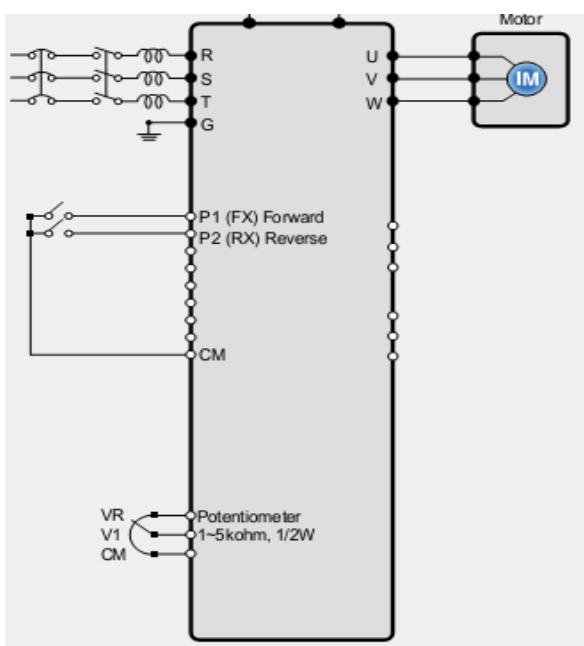 Motor
R
U
S
V
T
W
G
IM
P1 (FX) Forward
P2 (RX) Reverse
CM
VR
Potentiometer
V1
1~5kohm, 1/2W
CM